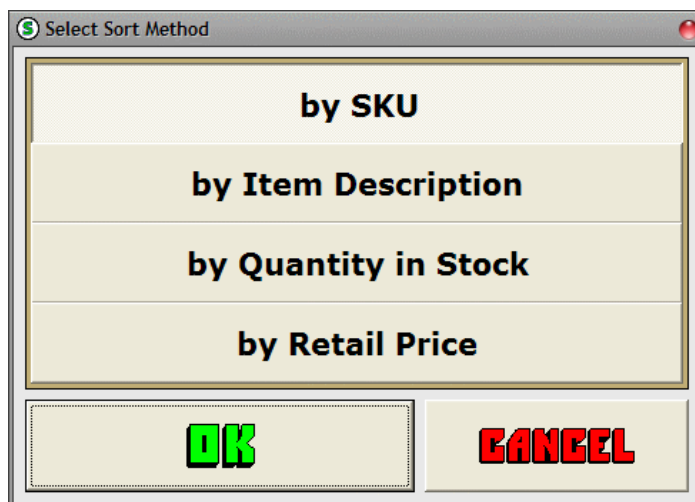 S Select Sort Method
by SKU
by Item Description
by Quantity in Stock
by Retail Price
OK CANCEL